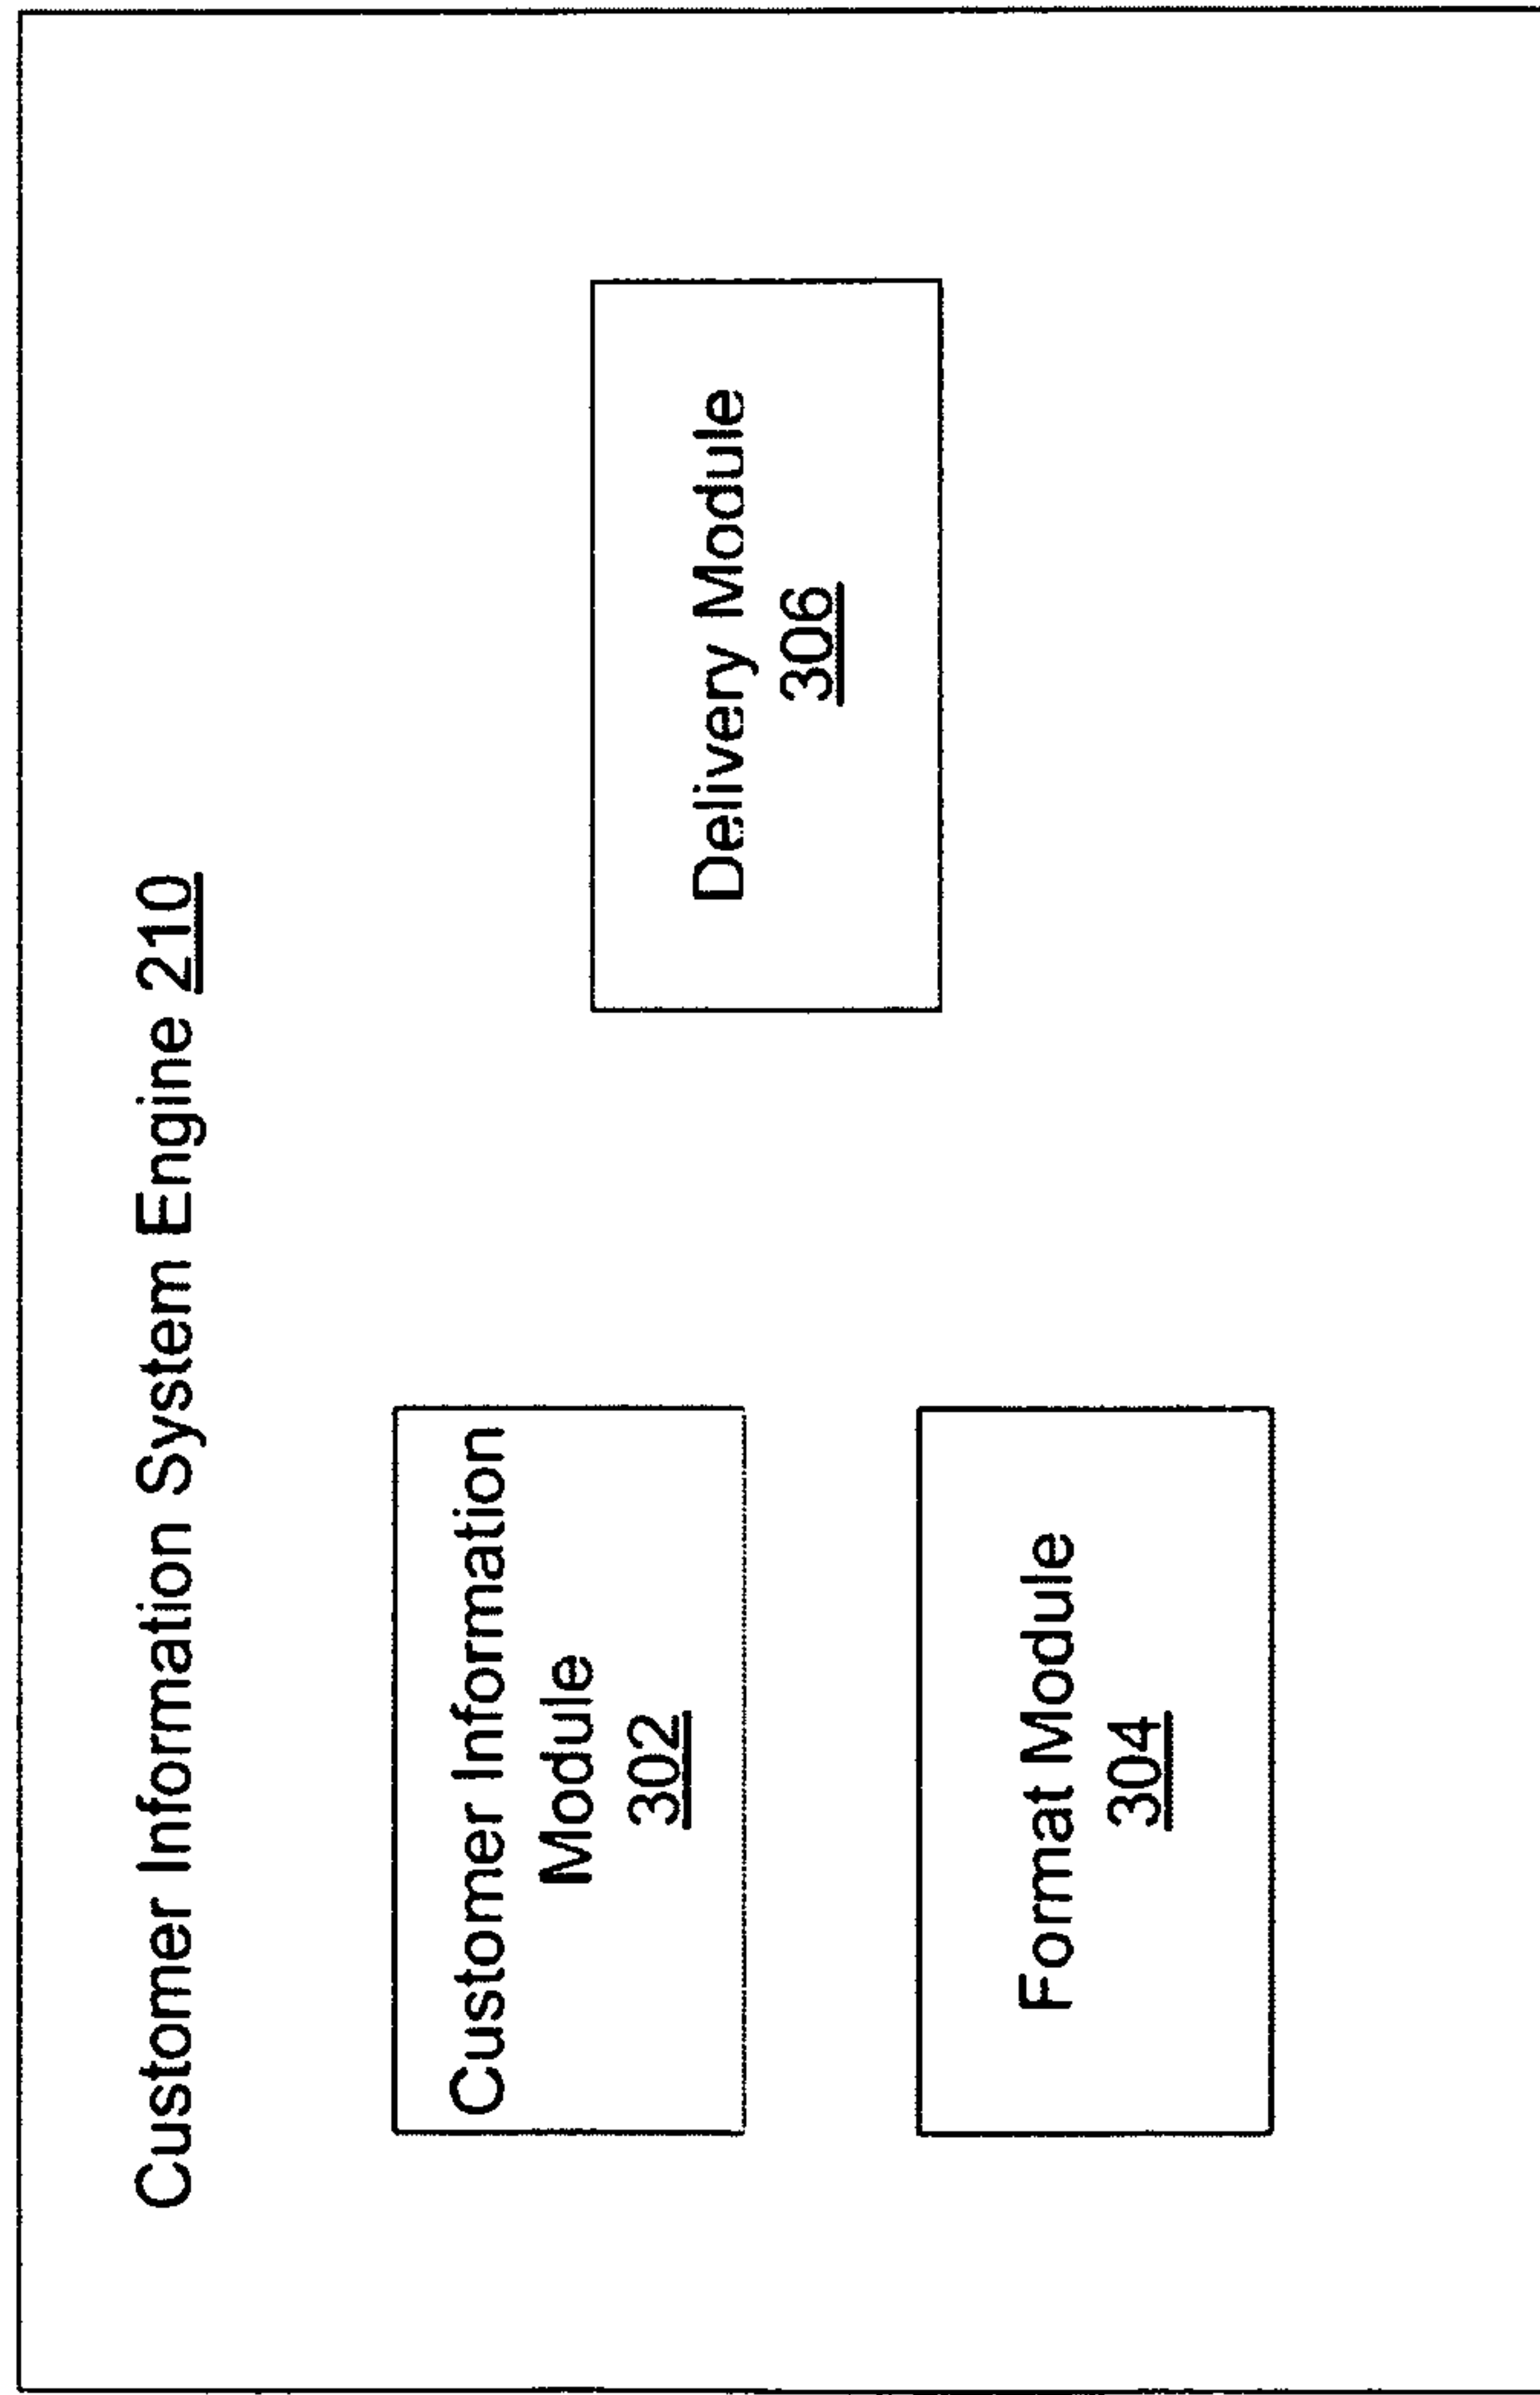 Customer Information System Engine 210
Customer Information
Module
302
Format Module
304
Delivery Module
306